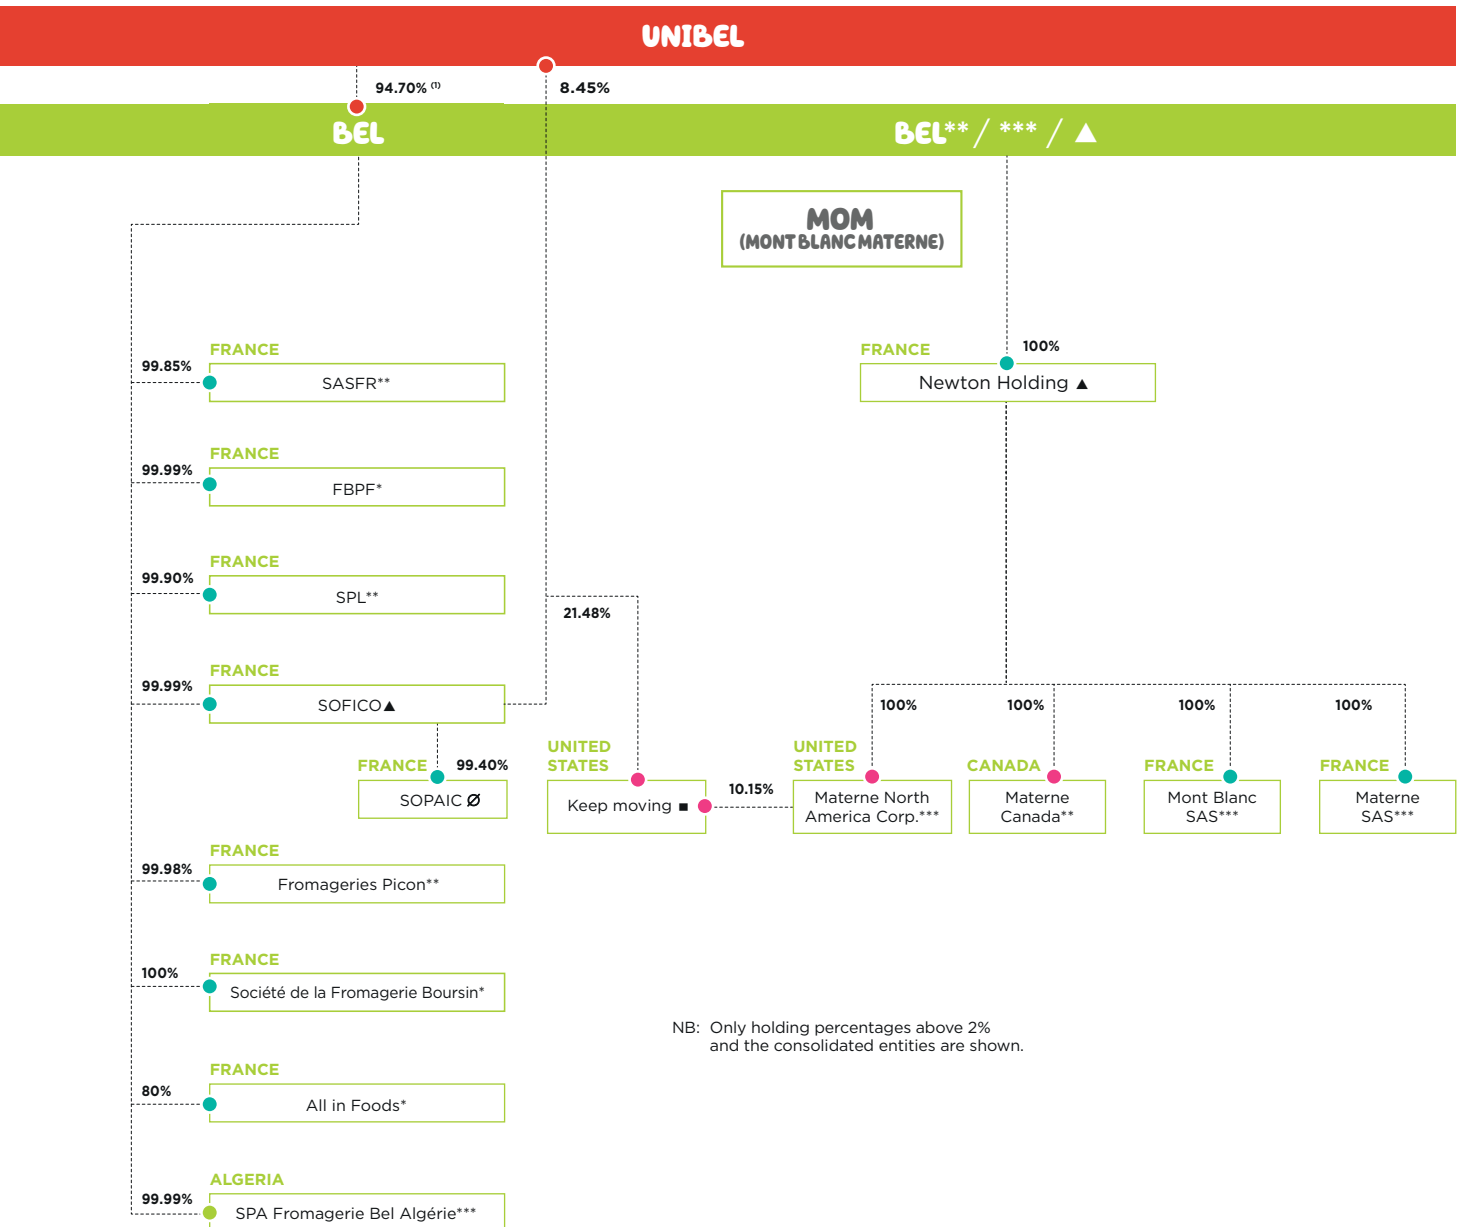 UNIBEL
94.70% (1)
8.45%
BEL
BEL** / *** / ▲
MOM
(MONT BLANC MATERNE)
FRANCE
99.85%
SASFR**
FRANCE
100%
Newton Holding ▲
FRANCE
99.99%
FBPF*
FRANCE
99.90%
SPL**
21.48%
FRANCE
99.99%
SOFICO▲
FRANCE
99.40%
SOPAIC Ø
UNITED
STATES
Keep moving ■
10.15%
100%
UNITED
STATES
Materne North
America Corp.***
100%
CANADA
Materne
Canada**
100%
FRANCE
Mont Blanc
SAS***
100%
FRANCE
Materne
SAS***
FRANCE
99.98%
Fromageries Picon**
FRANCE
100%
Société de la Fromagerie Boursin*
NB: Only holding percentages above 2%
and the consolidated entities are shown.
FRANCE
80%
All in Foods*
ALGERIA
99.99%
SPA Fromagerie Bel Algérie***